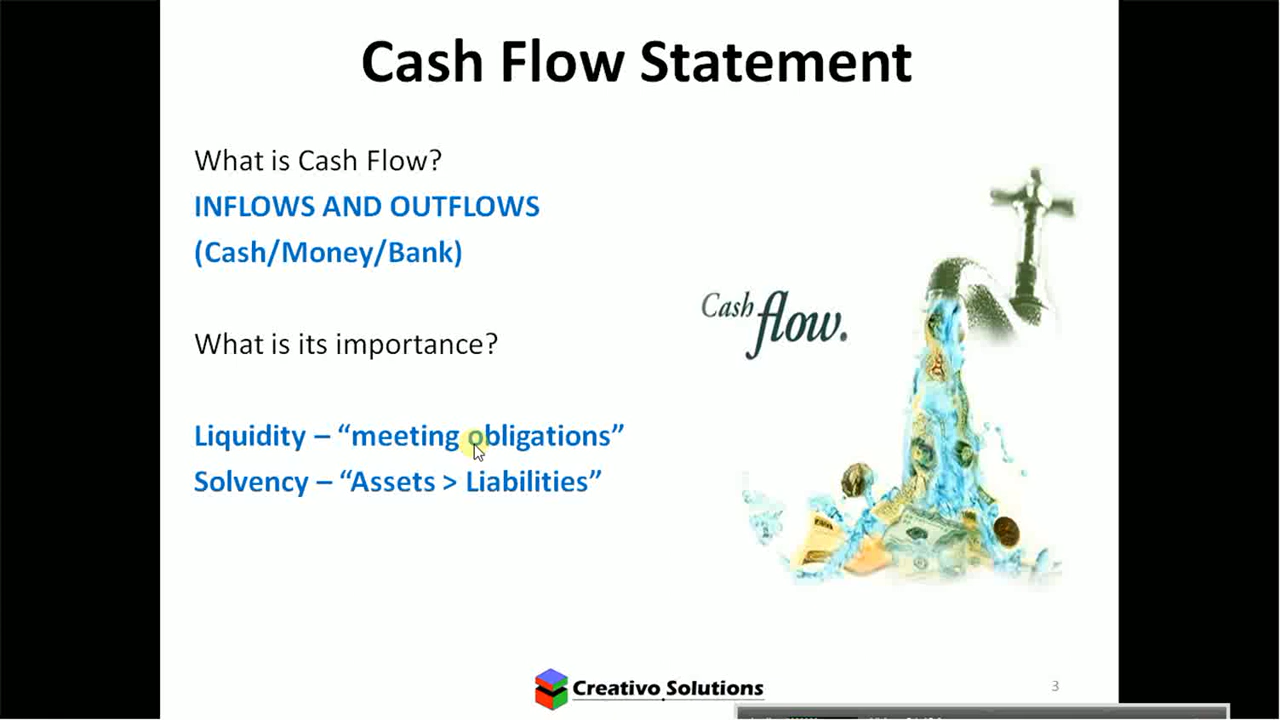 Cash Flow Statement
What is Cash Flow?
INFLOWS AND OUTFLOWS
(Cash/Money/Bank)
What is its importance?
Liquidity – “meeting obligations”
Solvency – “Assets > Liabilities”
Cash flow.
Creativo Solutions
3